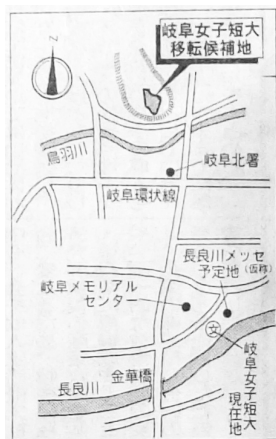 岐阜女子短大
移転候補地
N
鳥羽川
岐阜北署
岐阜環状線
長良川メッセ
予定地(仮称)
岐阜メモリアル
センター
文
岐阜女子短大
現在地
金華橋
長良川